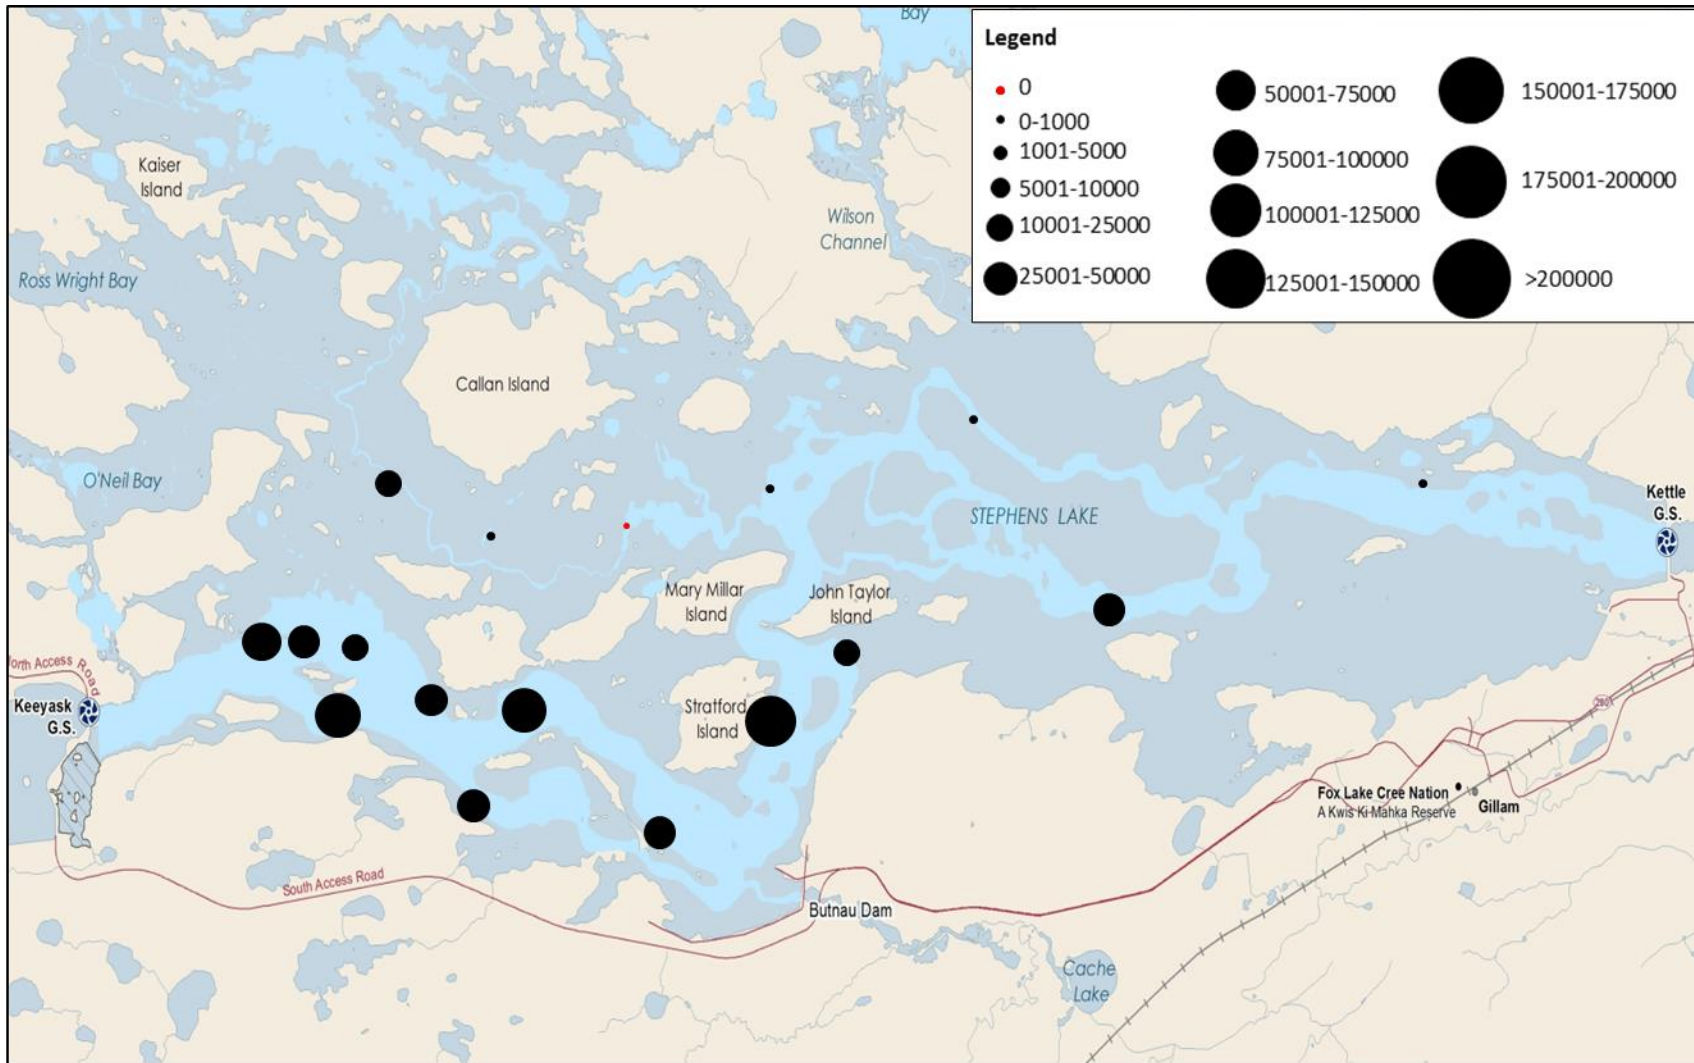 Bay
Legend
0
0-1000
1001-5000
5001-10000
10001-25000
25001-50000
50001-75000
75001-100000
100001-125000
125001-150000
150001-175000
175001-200000
>200000
Kaiser
Island
Wilson
Channel
Ross Wright Bay
Callan Island
O'Neil Bay
STEPHENS LAKE
Kettle
G.S.
Mary Millar
Island
John Taylor
Island
North Access Road
Keeyask
G.S.
Stratford
Island
280
Fox Lake Cree Nation
A Kwis Ki Mahka Reserve
Gillam
South Access Road
Butnau Dam
Cache
Lake